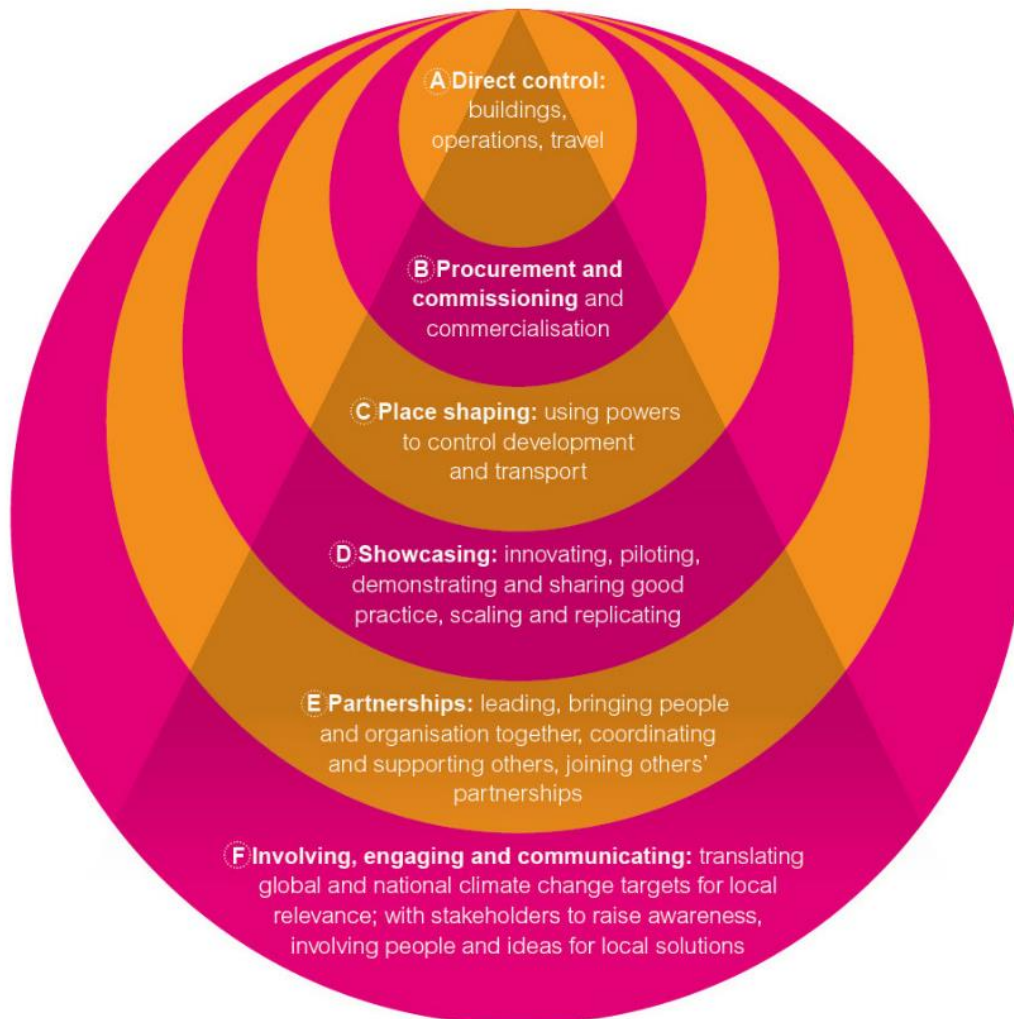 A Direct control:
buildings,
operations, travel
B Procurement and
commissioning and
commercialisation
C Place shaping: using powers
to control development
and transport
D Showcasing: innovating, piloting,
demonstrating and sharing good
practice, scaling and replicating
E Partnerships: leading, bringing people
and organisation together, coordinating
and supporting others, joining others’
partnerships
F Involving, engaging and communicating: translating
global and national climate change targets for local
relevance; with stakeholders to raise awareness,
involving people and ideas for local solutions